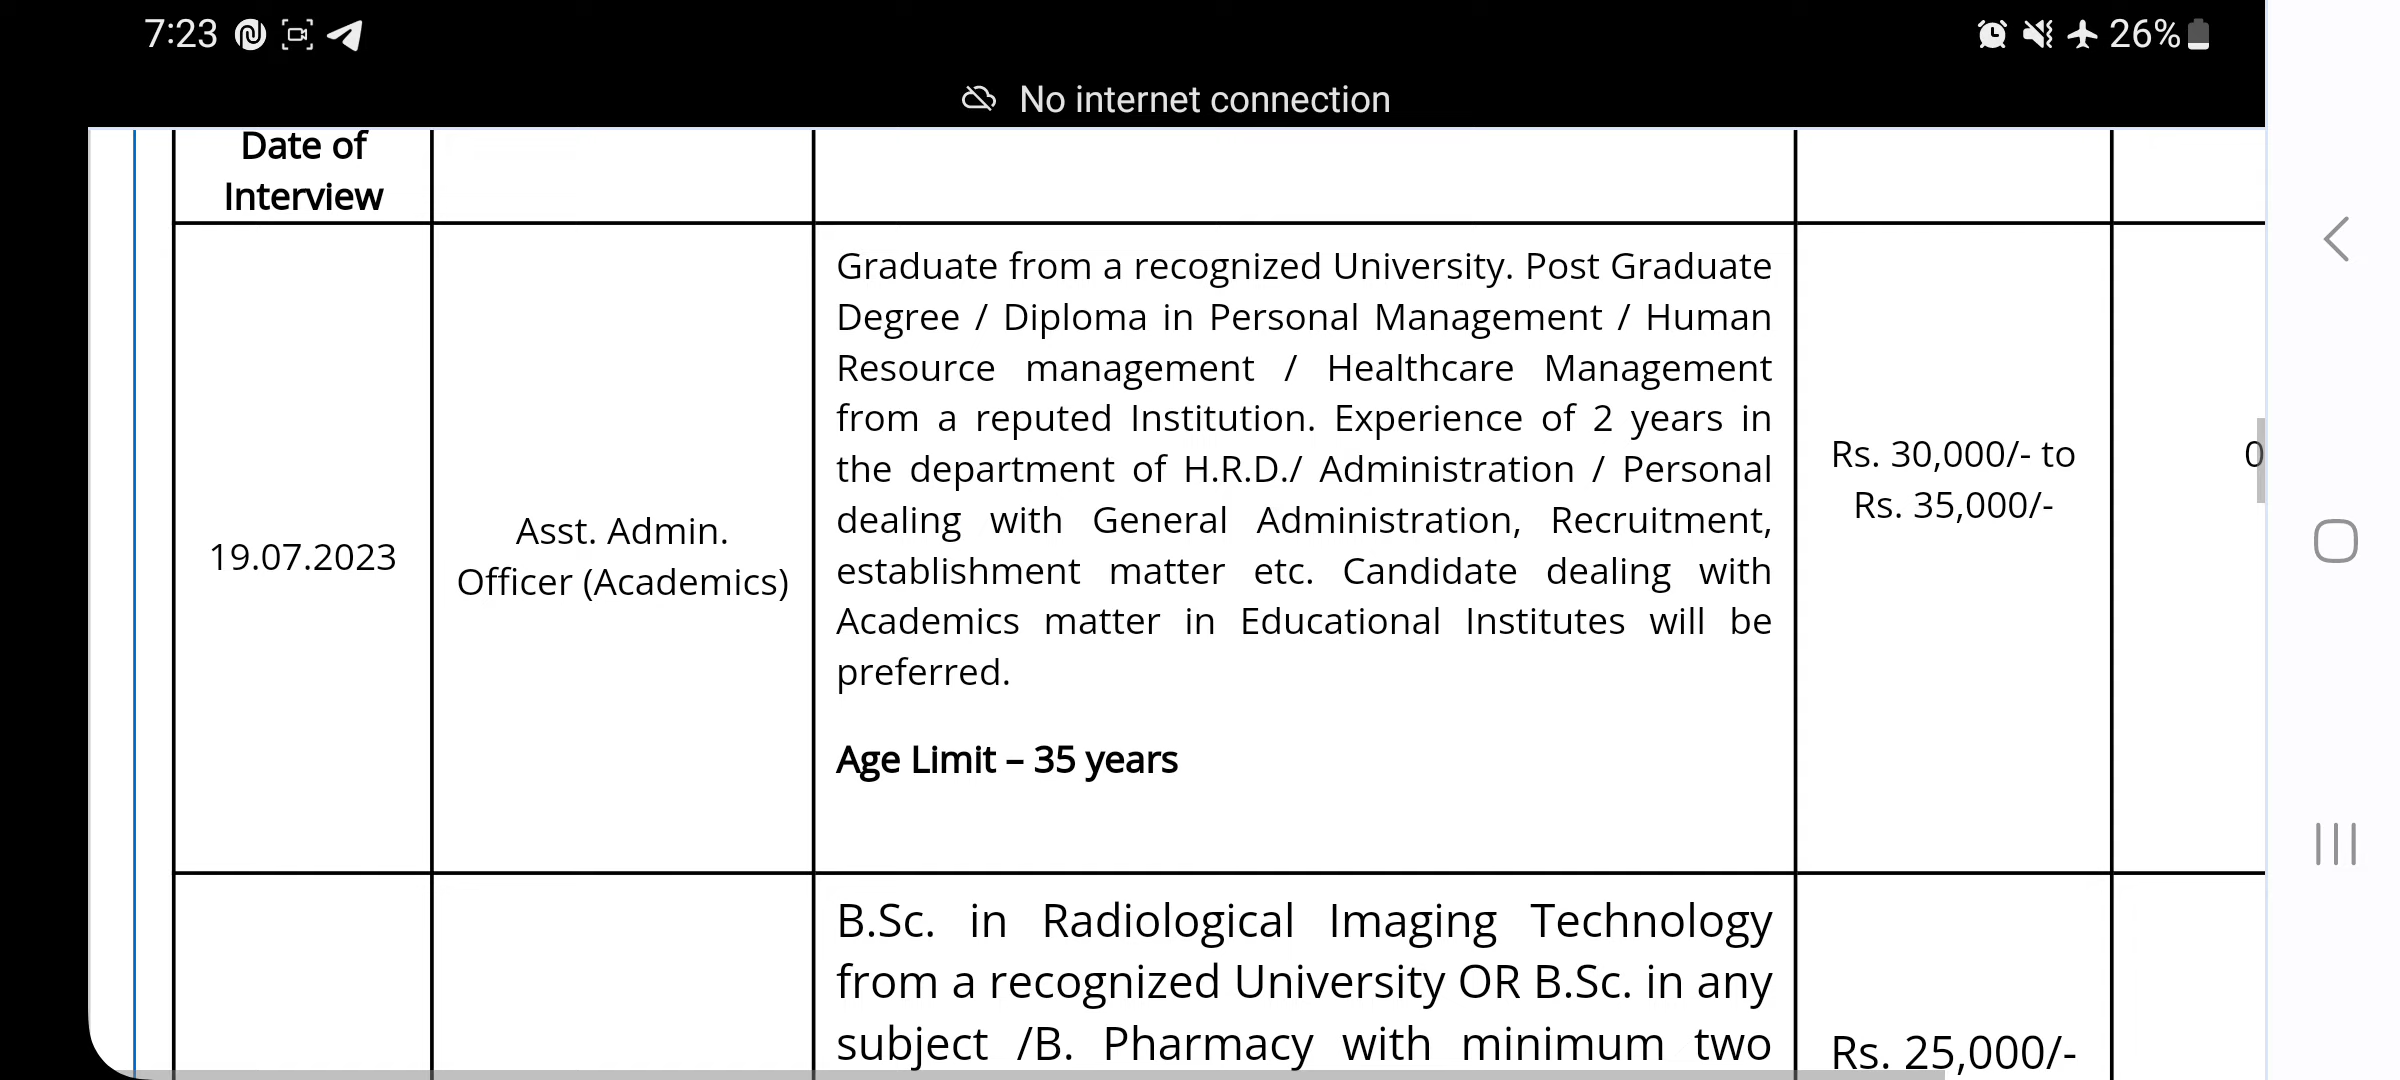 7:23
26%
No internet connection
Date of
Interview
19.07.2023
Asst. Admin.
Officer (Academics)
Graduate from a recognized University. Post Graduate
Degree / Diploma in Personal Management / Human
Resource management / Healthcare Management
from a reputed Institution. Experience of 2 years in
the department of H.R.D./ Administration / Personal
dealing with General Administration, Recruitment,
establishment matter etc. Candidate dealing with
Academics matter in Educational Institutes will be
preferred.
Age Limit – 35 years
Rs. 30,000/- to
Rs. 35,000/-
0
B.Sc. in Radiological Imaging Technology
from a recognized University OR B.Sc. in any
subject /B. Pharmacy with minimum two
Rs. 25,000/-